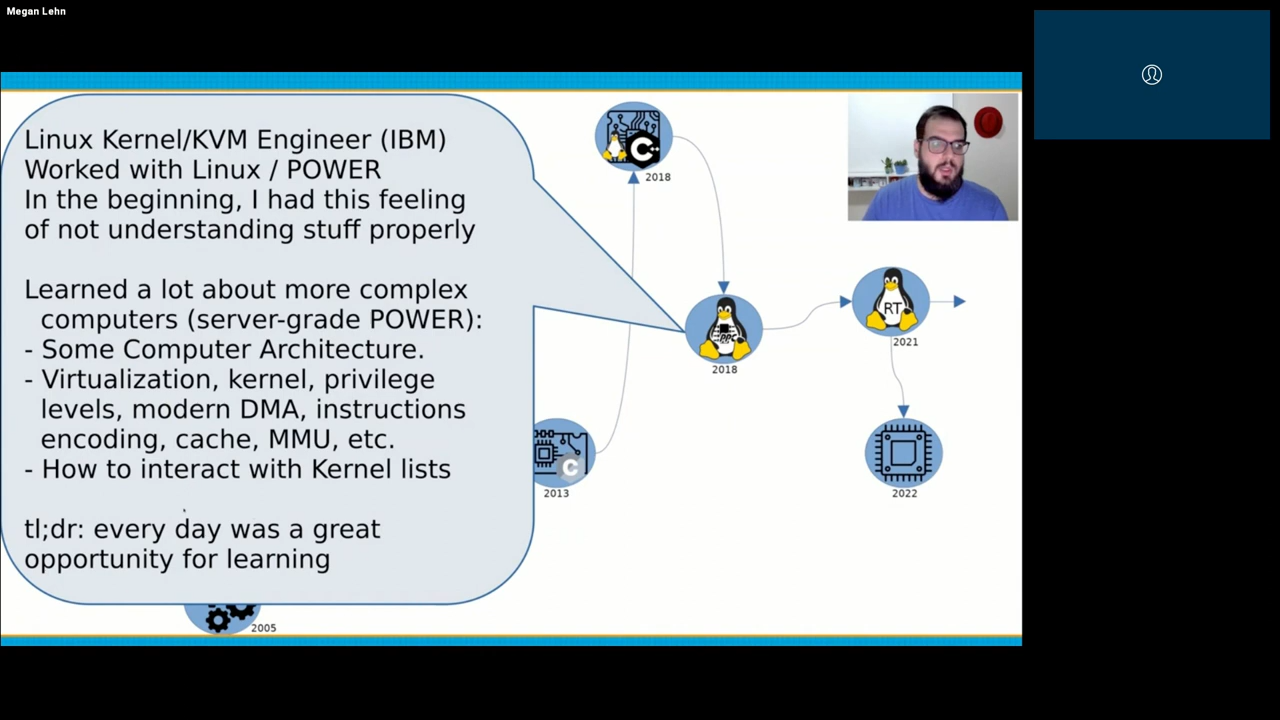 Megan Lehn
Linux Kernel/KVM Engineer (IBM)
Worked with Linux / POWER
In the beginning, I had this feeling
of not understanding stuff properly
Learned a lot about more complex
computers (server-grade POWER):
- Some Computer Architecture.
- Virtualization, kernel, privilege
levels, modern DMA, instructions
encoding, cache, MMU, etc.
- How to interact with Kernel lists
tl;dr: every day was a great
opportunity for learning
C++
2018
PPC
2018
RT
2021
C
2013
2022
2005